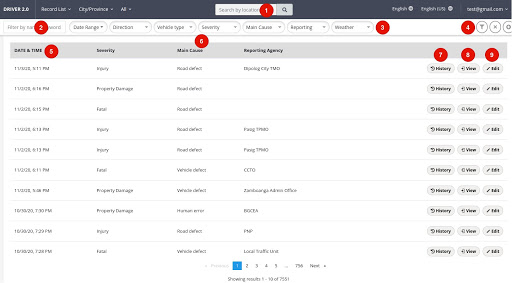 DRIVER 2.0 Record List City/Province All Search by location 1 English English (US) test@gmail.com
Filter by 2 Date Range Direction Vehicle type Severity Main Cause Reporting Weather 3 4
6
DATE & TIME 5 Severity Main Cause Reporting Agency 7 8 9
11/3/20, 5:11 PM Injury Road defect Dipolog City TMO History View Edit
11/2/20, 6:16 PM Property Damage Road defect History View Edit
11/2/20, 6:15 PM Fatal Road defect History View Edit
11/2/20, 6:13 PM Injury Road defect Pasig TPMO History View Edit
11/2/20, 6:13 PM Injury Road defect Pasig TPMO History View Edit
11/2/20, 6:11 PM Fatal Vehicle defect CCTO History View Edit
11/2/20, 5:46 PM Property Damage Vehicle defect Zamboanga Admin Office History View Edit
10/30/20, 7:30 PM Property Damage Human error BGCEA History View Edit
10/30/20, 7:29 PM Injury Road defect PNP History View Edit
10/30/20, 7:28 PM Fatal Vehicle defect Local Traffic Unit History View Edit
« Previous 1 2 3 4 5 ... 756 Next »
Showing results 1 - 10 of 7551